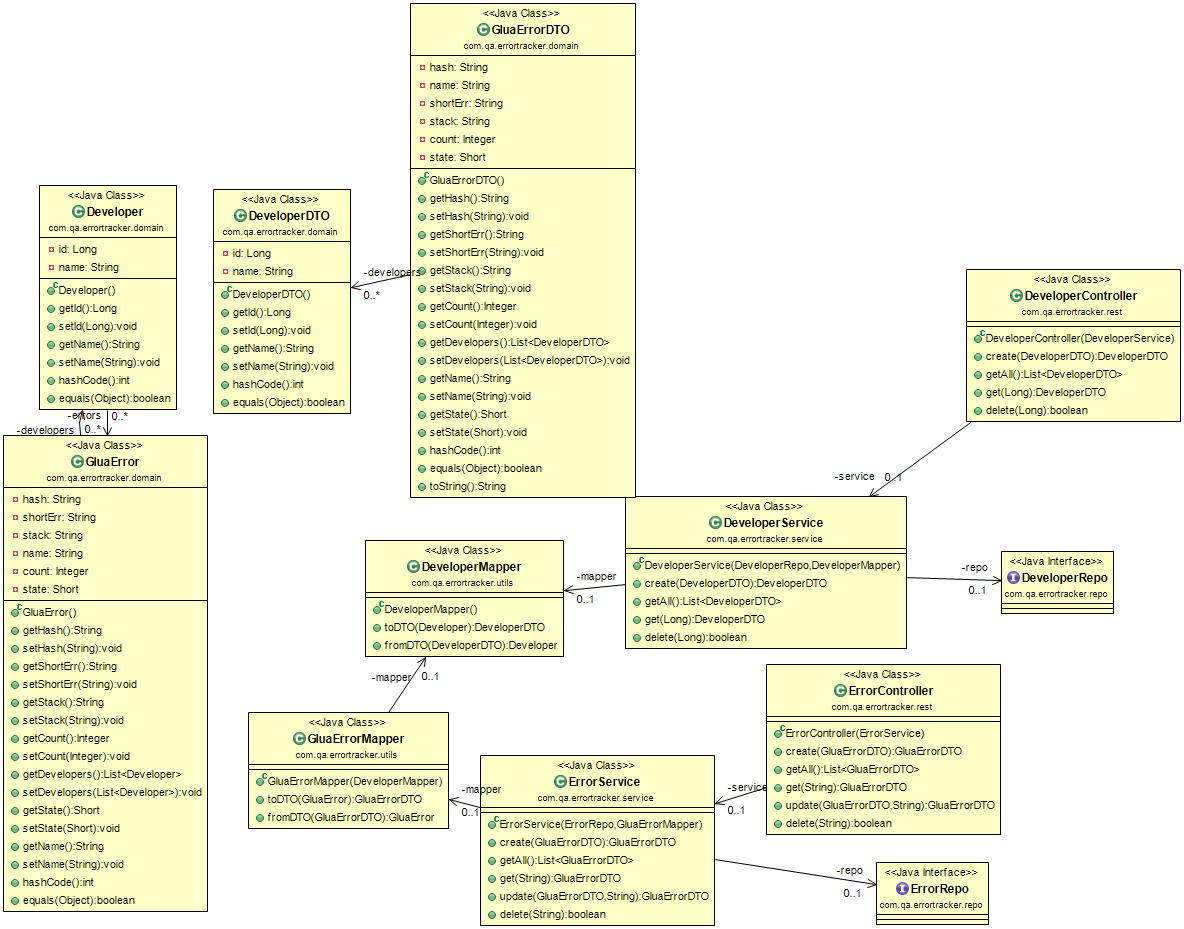 <<Java Class>>
GluaErrorDTO
com.qa.errortracker.domain
hash: String
name: String
shortErr: String
stack: String
count: Integer
state: Short
GluaErrorDTO()
getHash():String
setHash(String):void
getShortErr():String
setShortErr(String):void
getStack():String
setStack(String):void
getCount():Integer
setCount(Integer):void
getDevelopers():List<DeveloperDTO>
setDevelopers(List<DeveloperDTO>):void
getName():String
setName(String):void
getState():Short
setState(Short):void
hashCode():int
equals(Object):boolean
toString():String
<<Java Class>>
Developer
com.qa.errortracker.domain
id: Long
name: String
Developer()
getId():Long
setId(Long):void
getName():String
setName(String):void
hashCode():int
equals(Object):boolean
<<Java Class>>
DeveloperDTO
com.qa.errortracker.domain
id: Long
name: String
DeveloperDTO()
getId():Long
setId(Long):void
getName():String
setName(String):void
hashCode():int
equals(Object):boolean
-developers
0..*
-errors
0..*
-developers
0..*
<<Java Class>>
GluaError
com.qa.errortracker.domain
hash: String
shortErr: String
stack: String
name: String
count: Integer
state: Short
GluaError()
getHash():String
setHash(String):void
getShortErr():String
setShortErr(String):void
getStack():String
setStack(String):void
getCount():Integer
setCount(Integer):void
getDevelopers():List<Developer>
setDevelopers(List<Developer>):void
getState():Short
setState(Short):void
getName():String
setName(String):void
hashCode():int
equals(Object):boolean
<<Java Class>>
DeveloperController
com.qa.errortracker.rest
DeveloperController(DeveloperService)
create(DeveloperDTO):DeveloperDTO
getAll():List<DeveloperDTO>
get(Long):DeveloperDTO
delete(Long):boolean
-service
0..1
<<Java Class>>
DeveloperService
com.qa.errortracker.service
DeveloperService(DeveloperRepo,DeveloperMapper)
create(DeveloperDTO):DeveloperDTO
getAll():List<DeveloperDTO>
get(Long):DeveloperDTO
delete(Long):boolean
-repo
0..1
<<Java Interface>>
DeveloperRepo
com.qa.errortracker.repo
-mapper
0..1
<<Java Class>>
DeveloperMapper
com.qa.errortracker.utils
DeveloperMapper()
toDTO(Developer):DeveloperDTO
fromDTO(DeveloperDTO):Developer
-mapper
0..1
<<Java Class>>
GluaErrorMapper
com.qa.errortracker.utils
GluaErrorMapper(DeveloperMapper)
toDTO(GluaError):GluaErrorDTO
fromDTO(GluaErrorDTO):GluaError
-mapper
0..1
<<Java Class>>
ErrorService
com.qa.errortracker.service
ErrorService(ErrorRepo,GluaErrorMapper)
create(GluaErrorDTO):GluaErrorDTO
getAll():List<GluaErrorDTO>
get(String):GluaErrorDTO
update(GluaErrorDTO,String):GluaErrorDTO
delete(String):boolean
-service
0..1
<<Java Class>>
ErrorController
com.qa.errortracker.rest
ErrorController(ErrorService)
create(GluaErrorDTO):GluaErrorDTO
getAll():List<GluaErrorDTO>
get(String):GluaErrorDTO
update(GluaErrorDTO,String):GluaErrorDTO
delete(String):boolean
-repo
0..1
<<Java Interface>>
ErrorRepo
com.qa.errortracker.repo